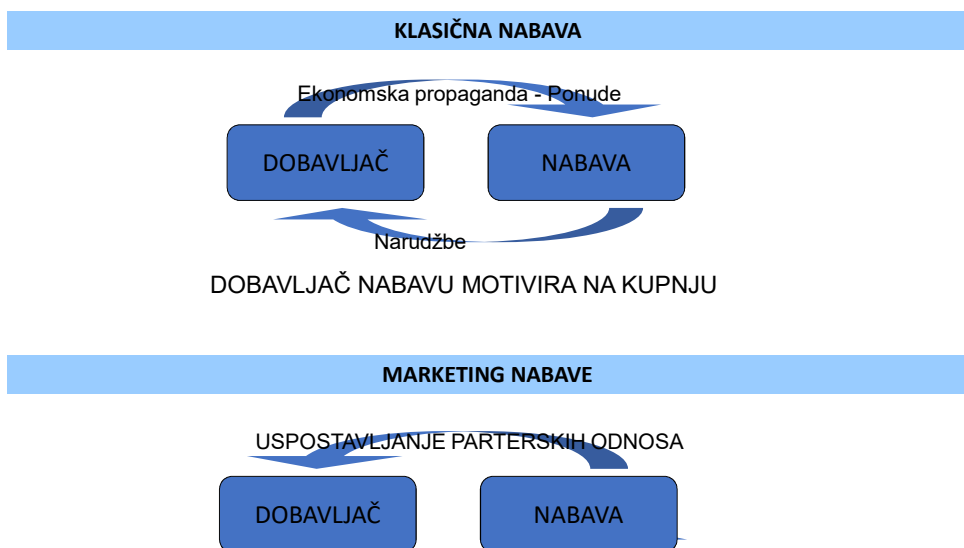 KLASIČNA NABAVA
Ekonomska propaganda - Ponude
DOBAVLJAČ
NABAVA
Narudžbe
DOBAVLJAČ NABAVU MOTIVIRA NA KUPNJU
MARKETING NABAVE
USPOSTAVLJANJE PARTERSKIH ODNOSA
DOBAVLJAČ
NABAVA